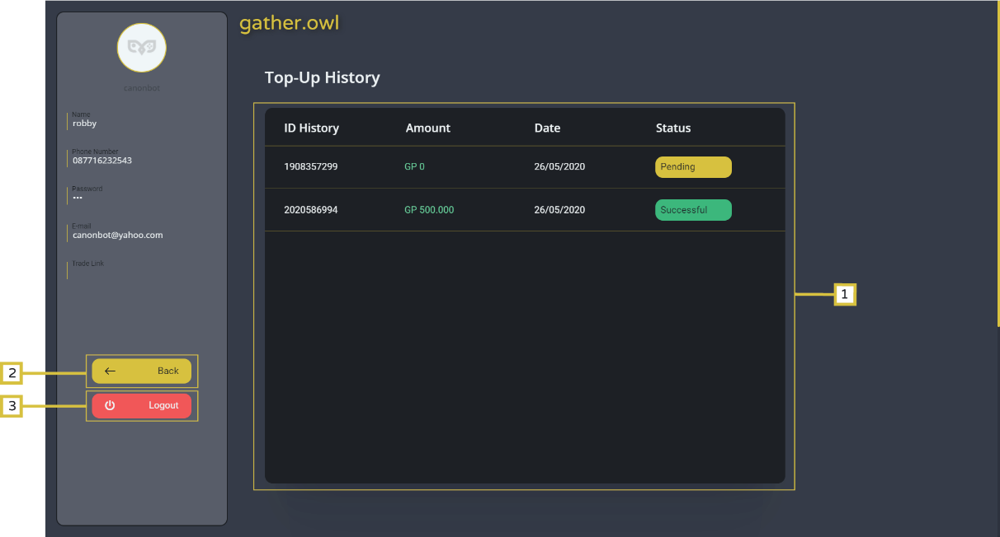 gather.owl
canonbot
Name
robby
Phone Number
087716232543
Password
•••
E-mail
canonbot@yahoo.com
Trade Link
2
Back
3
Logout
Top-Up History
ID History Amount Date Status
1908357299 GP 0 26/05/2020 Pending
2020586994 GP 500.000 26/05/2020 Successful
1